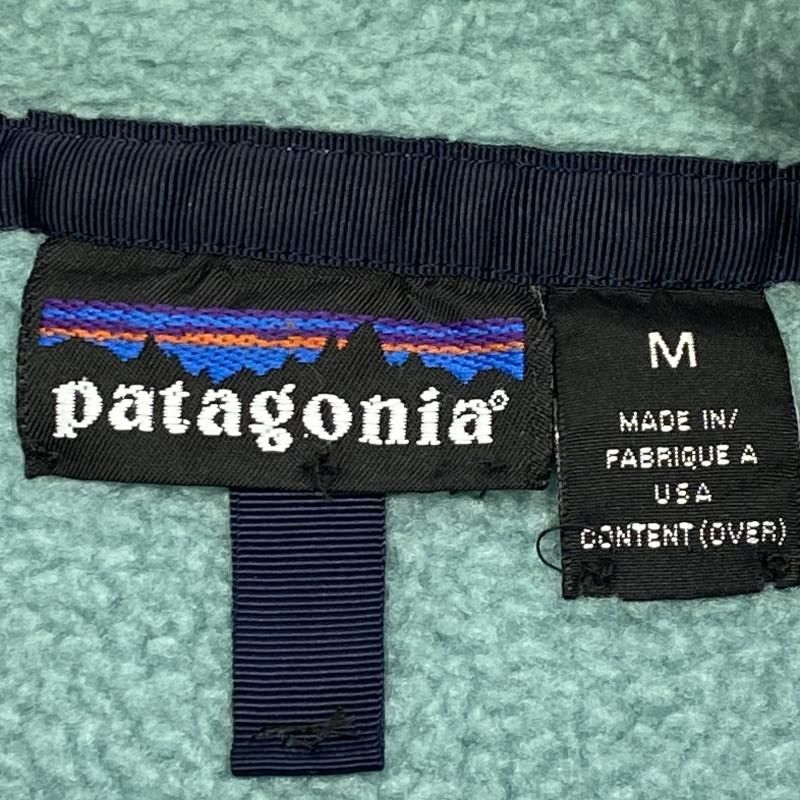 patagonia®
M
MADE IN/
FABRIQUE A
USA
CONTENT (OVER)